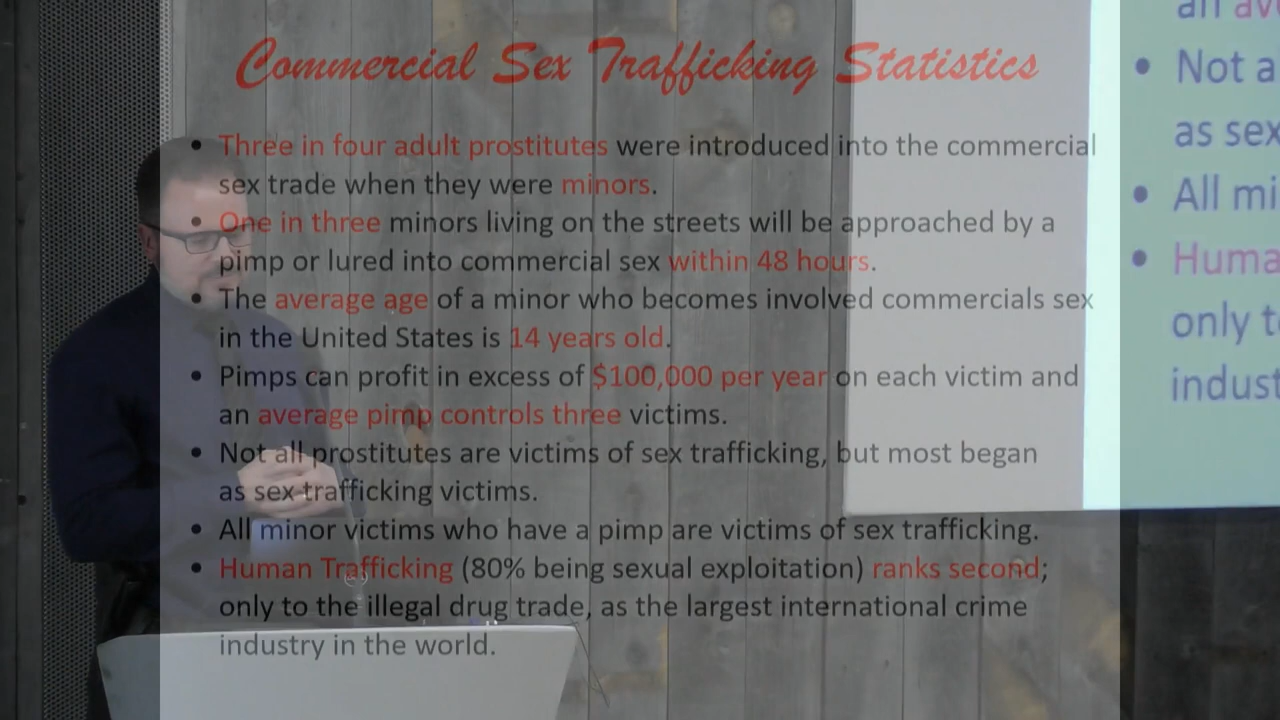 Commercial Sex Trafficking Statistics
• Three in four adult prostitutes were introduced into the commercial
sex trade when they were minors.
• One in three minors living on the streets will be approached by a
pimp or lured into commercial sex within 48 hours.
• The average age of a minor who becomes involved commercials sex
in the United States is 14 years old.
• Pimps can profit in excess of $100,000 per year on each victim and
an average pimp controls three victims.
• Not all prostitutes are victims of sex trafficking, but most began
as sex trafficking victims.
• All minor victims who have a pimp are victims of sex trafficking.
• Human Trafficking (80% being sexual exploitation) ranks second;
only to the illegal drug trade, as the largest international crime
industry in the world.
an
• Not a
as sex
• All mi
• Huma
only t
indust